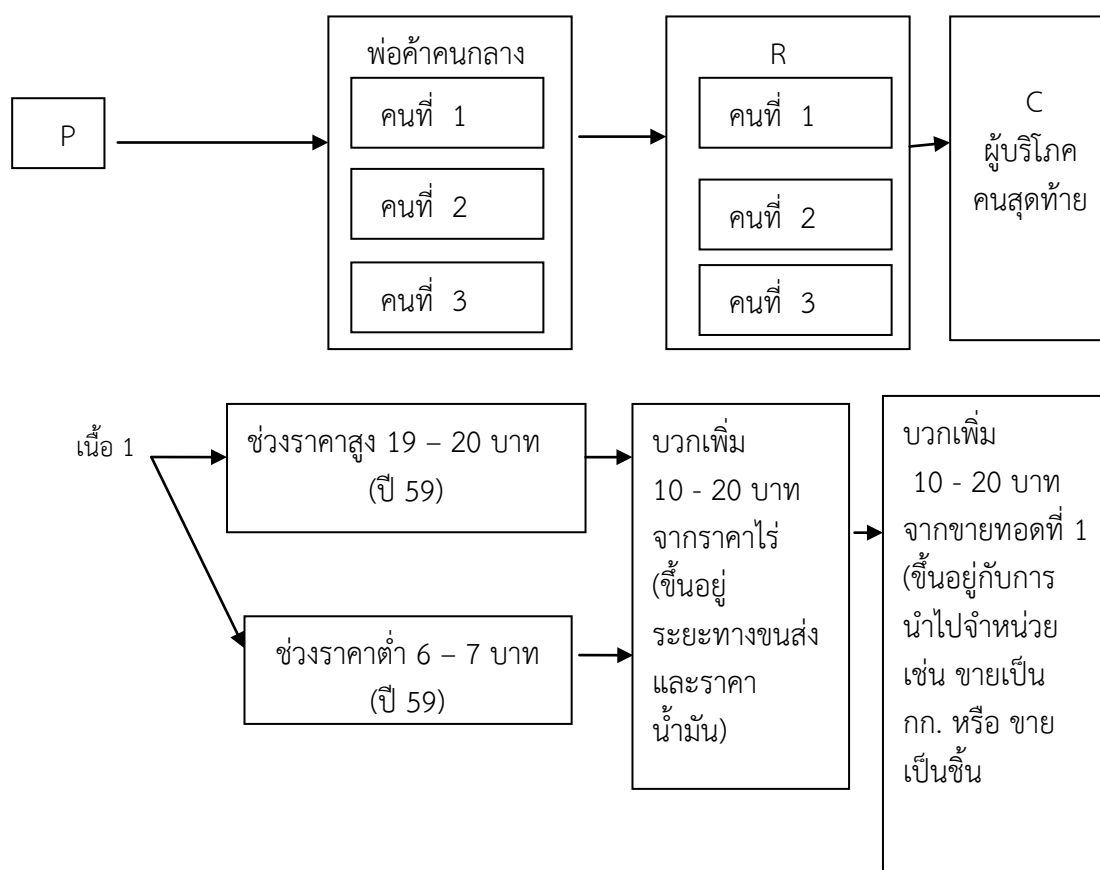 P
พ่อค้าคนกลาง
คนที่ 1
คนที่ 2
คนที่ 3
R
คนที่ 1
คนที่ 2
คนที่ 3
C
ผู้บริโภค
คนสุดท้าย
เนื้อ 1
ช่วงราคาสูง 19 – 20 บาท
(ปี 59)
ช่วงราคาต่ำ 6 – 7 บาท
(ปี 59)
บวกเพิ่ม
10 - 20 บาท
จากราคาไร่
(ขึ้นอยู่
ระยะทางขนส่ง
และราคา
น้ำมัน)
บวกเพิ่ม
10 - 20 บาท
จากขายทอดที่ 1
(ขึ้นอยู่กับการ
นำไปจำหน่วย
เช่น ขายเป็น
กก. หรือ ขาย
เป็นชิ้น